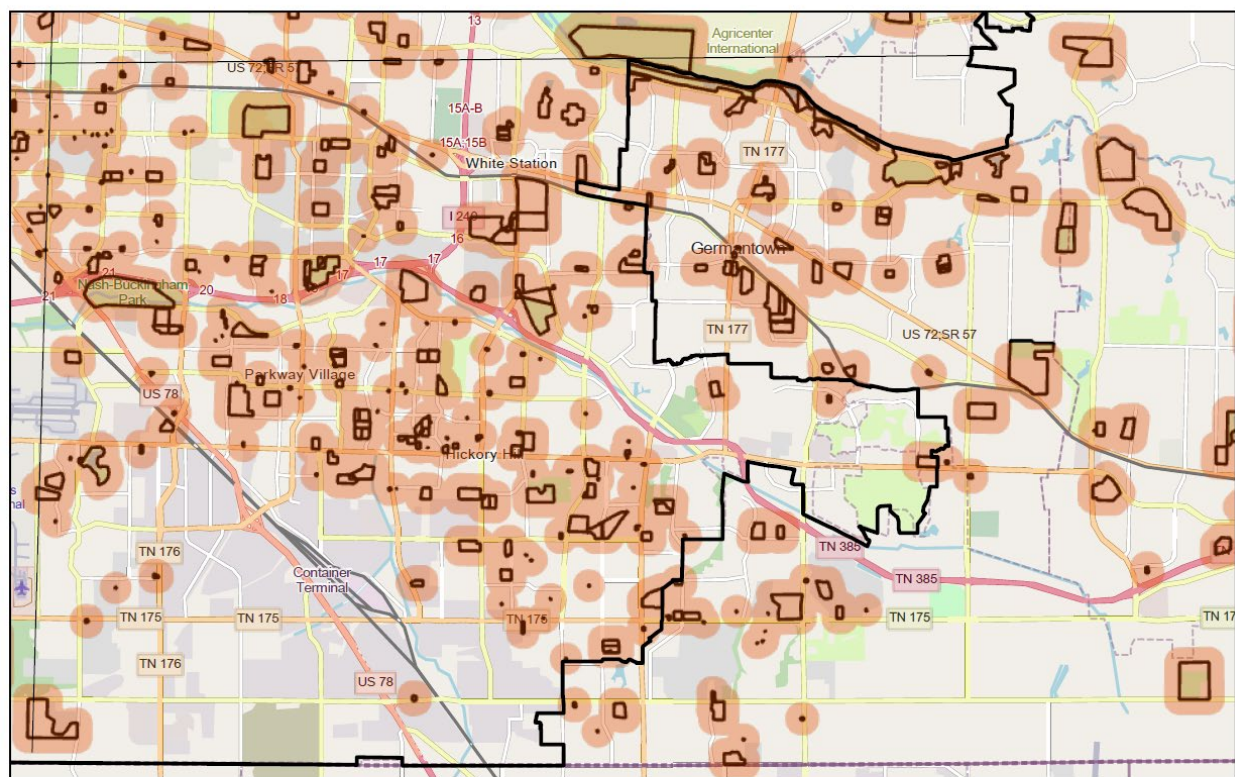 13
Agricenter
International
US 72;SR 57
15A-B
15A;15B
White Station
TN 177
I 240
16
Germantown
17
17
17
21
Nash-Buckingham
Park
20
18
21
TN 177
US 72;SR 57
Parkway Village
US 78
Hickory Hill
nal
TN 385
TN 176
Container
Terminal
TN 385
TN 175
TN 175
TN 175
TN 175
TN 17
TN 176
US 78